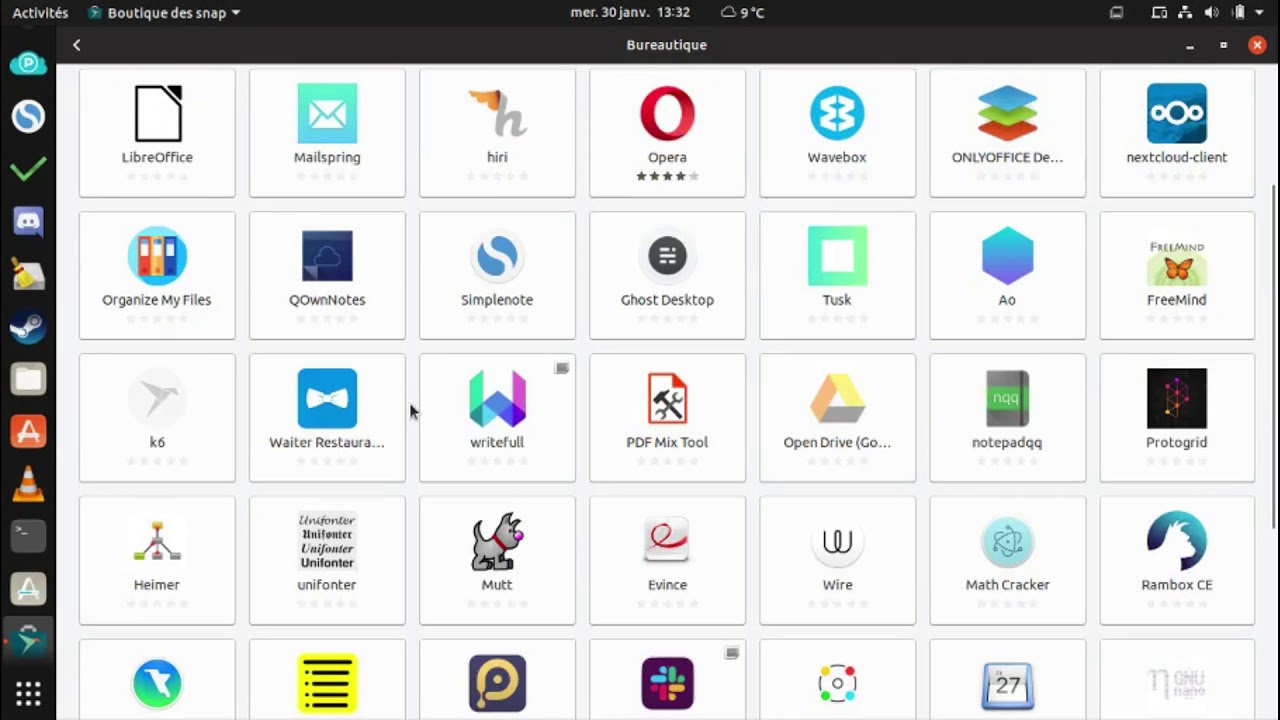 Activités
Boutique des snap
mer. 30 janv. 13:32
9 °C
Bureautique
LibreOffice
Mailspring
hiri
Opera
Wavebox
ONLYOFFICE De...
nextcloud-client
Organize My Files
QOwnNotes
Simplenote
Ghost Desktop
Tusk
Ao
FREEMIND
FreeMind
k6
Waiter Restaura...
writefull
PDF Mix Tool
Open Drive (Go...
nqq
notepadqq
Protogrid
Heimer
Unifonter
Unifonter
Unifonter
Unifonter
unifonter
Mutt
Evince
Wire
Math Cracker
Rambox CE
27
GNU
nano